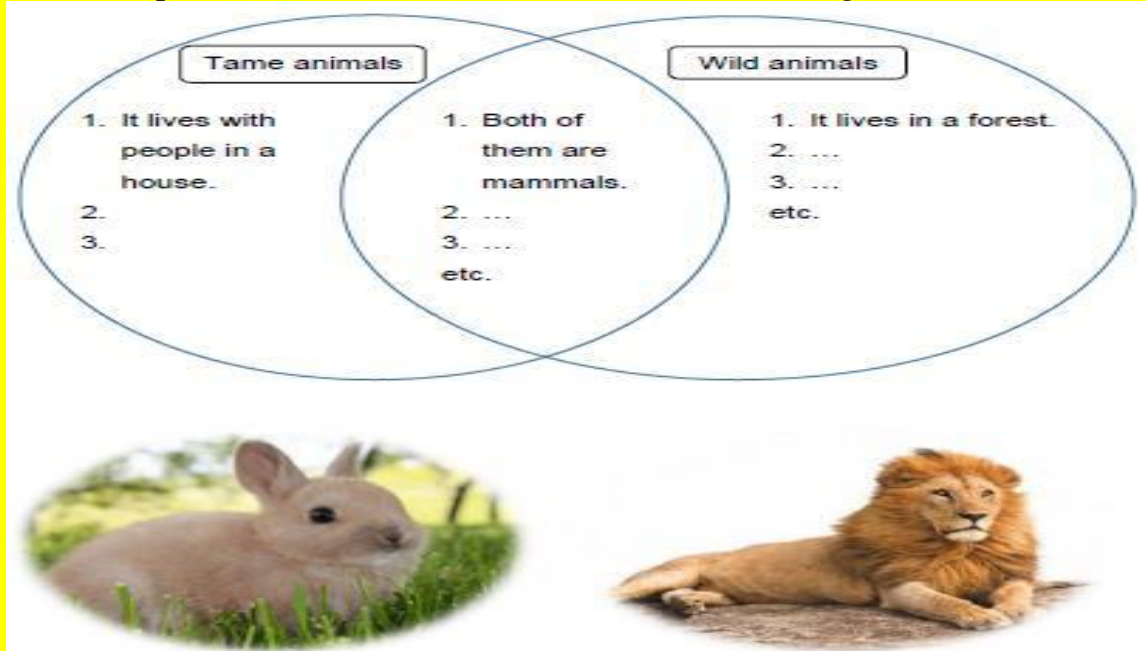 Tame animals
Wild animals
1. It lives with
people in a
house.
2.
3.
1. Both of
them are
mammals.
2. ...
3. ...
etc.
1. It lives in a forest.
2. ...
3. ...
etc.